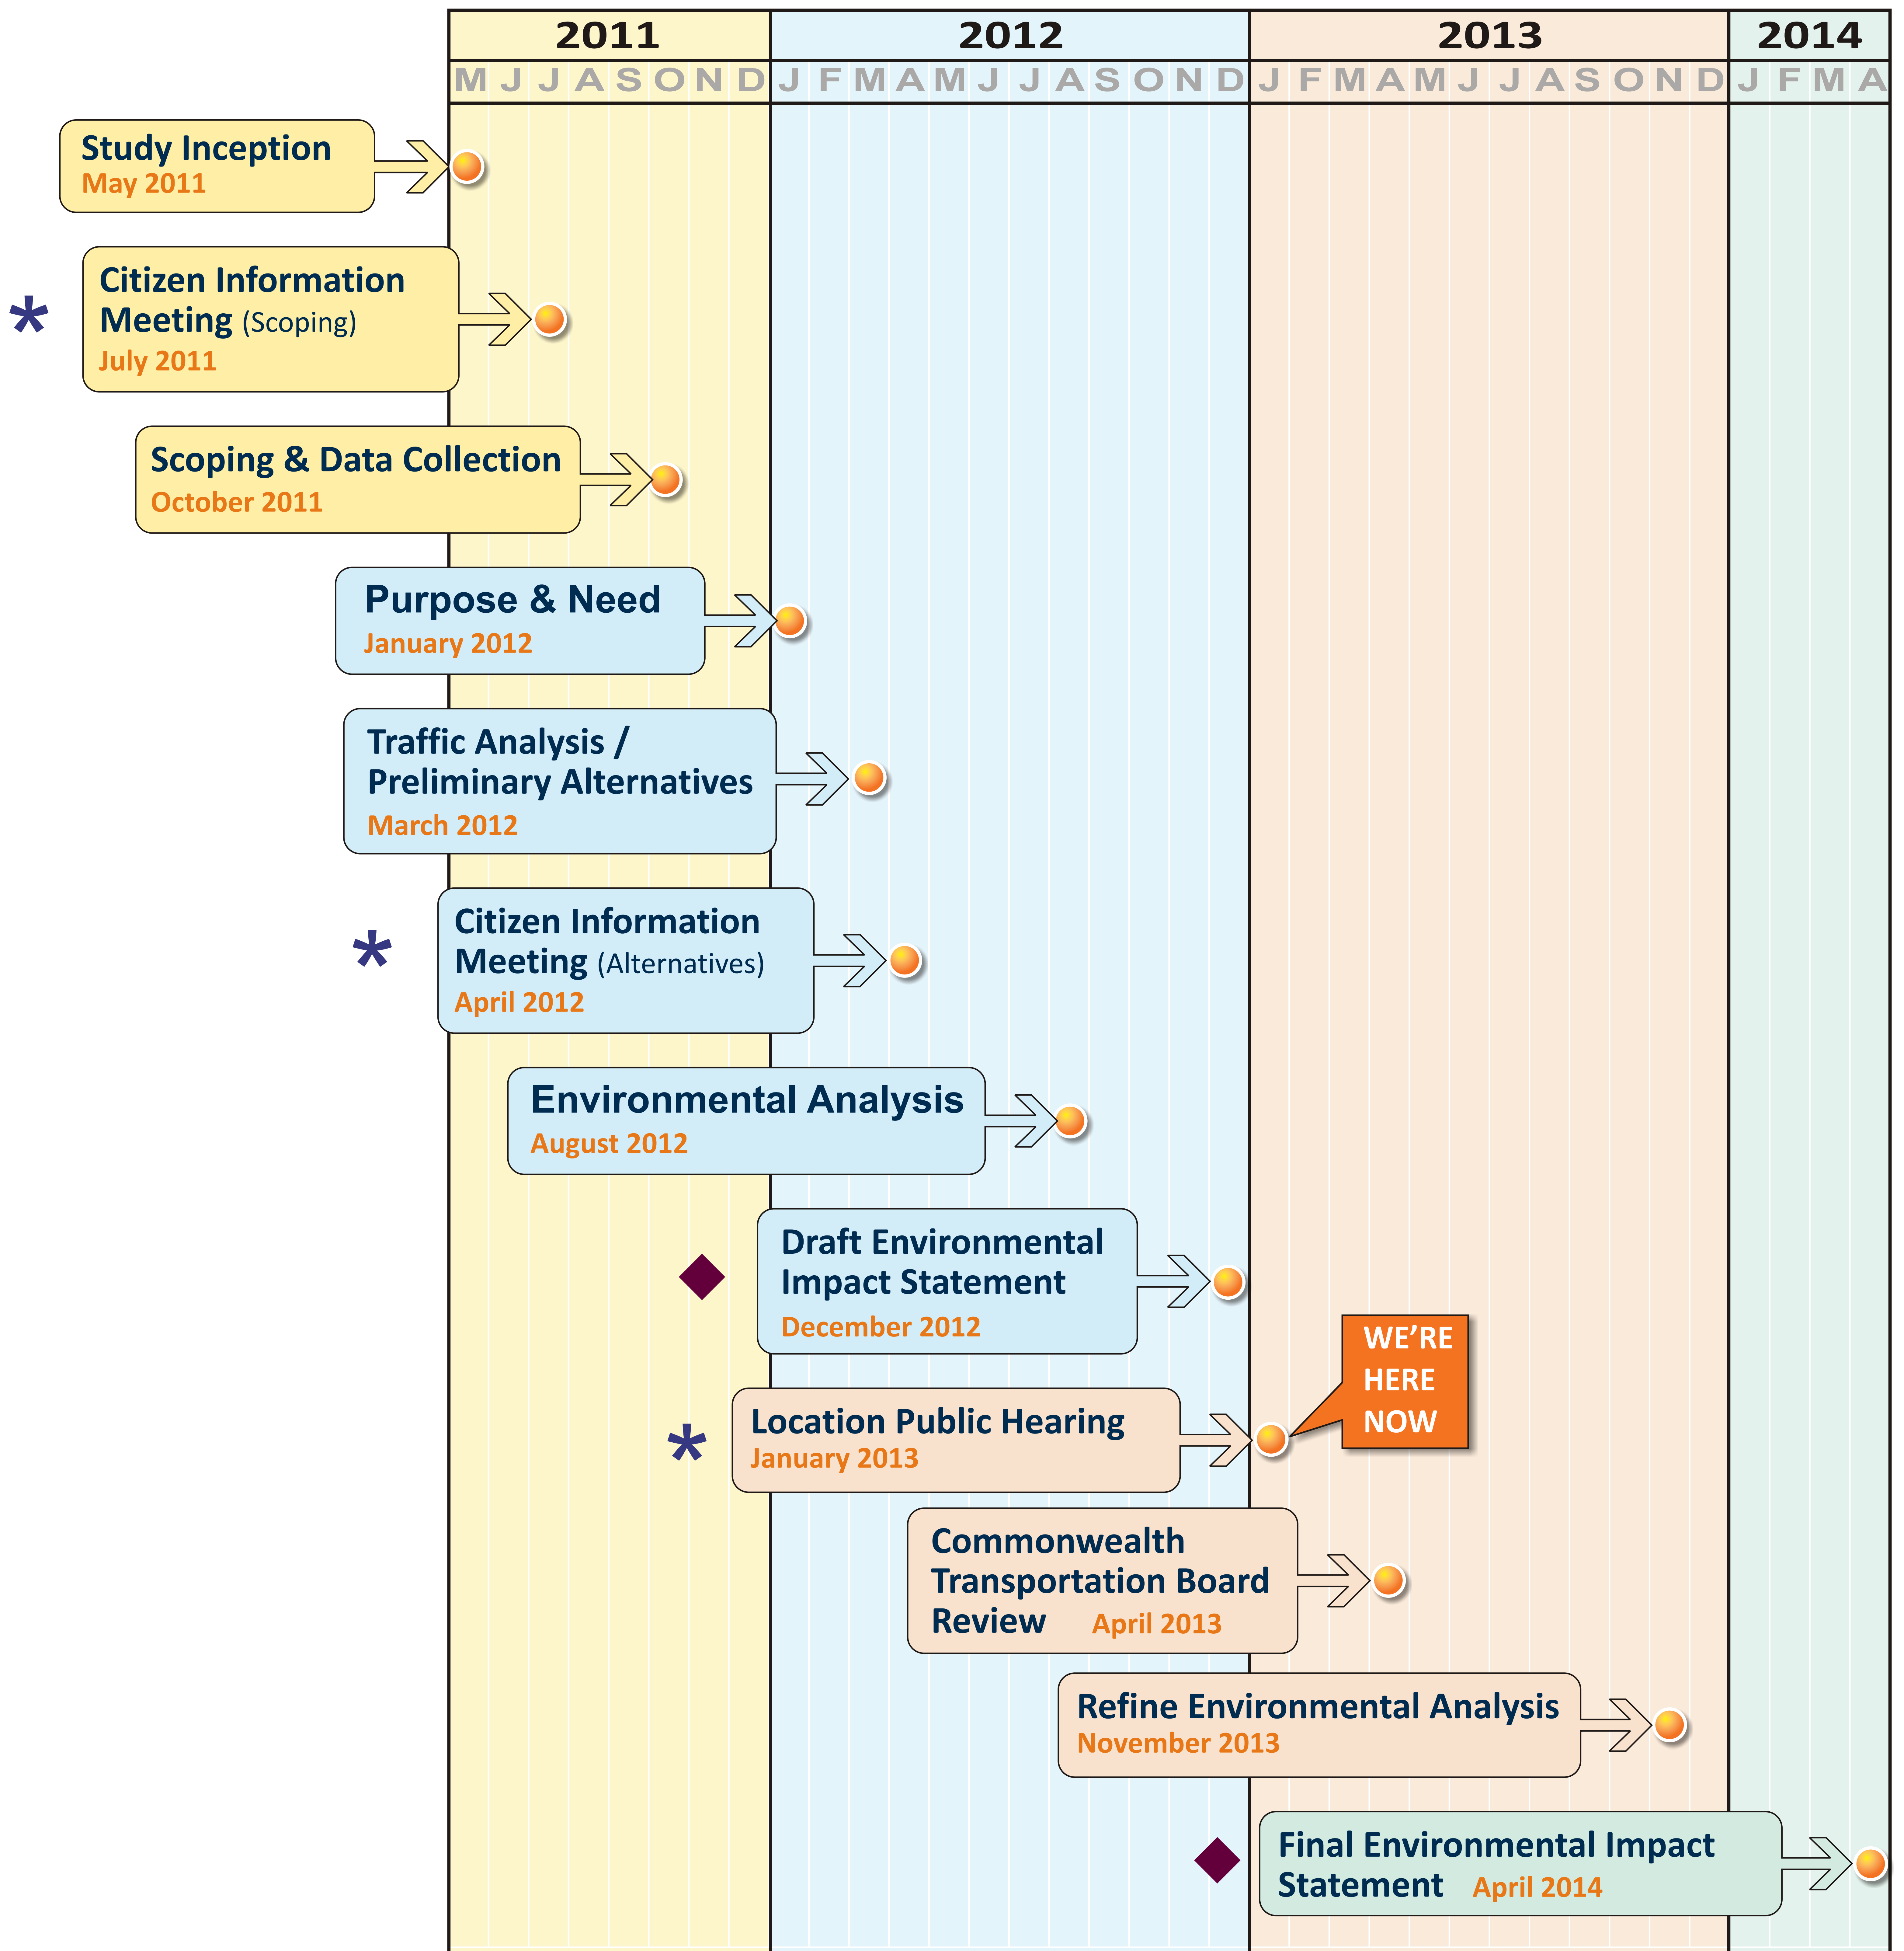 2011 2012 2013 2014
M J J A S O N D J F M A M J J A S O N D J F M A M J J A S O N D J F M A
Study Inception
May 2011
*
Citizen Information
Meeting (Scoping)
July 2011
Scoping & Data Collection
October 2011
Purpose & Need
January 2012
Traffic Analysis /
Preliminary Alternatives
March 2012
*
Citizen Information
Meeting (Alternatives)
April 2012
Environmental Analysis
August 2012
Draft Environmental
Impact Statement
December 2012
WE’RE
HERE
NOW
*
Location Public Hearing
January 2013
Commonwealth
Transportation Board
Review April 2013
Refine Environmental Analysis
November 2013
Final Environmental Impact
Statement April 2014